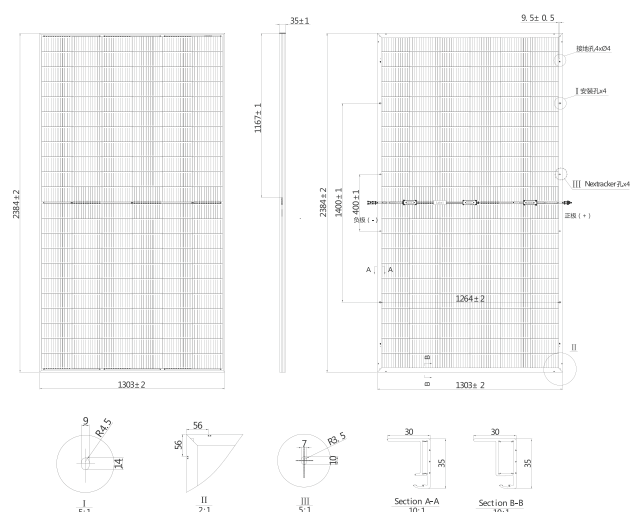 35±1
9.5±0.5
接地孔4xØ4
I 安装孔x4
III Nextracker孔x4
1167±1
2384±2
2384±2
1400±1
400±1
负极 ( - )
正极 ( + )
A A
1264±2
II
B
B
1303±2
1303±2
9
R4.5
14
I
5:1
56
56
II
2:1
7
R3.5
10
III
5:1
30
35
Section A-A
10:1
30
35
Section B-B
10:1